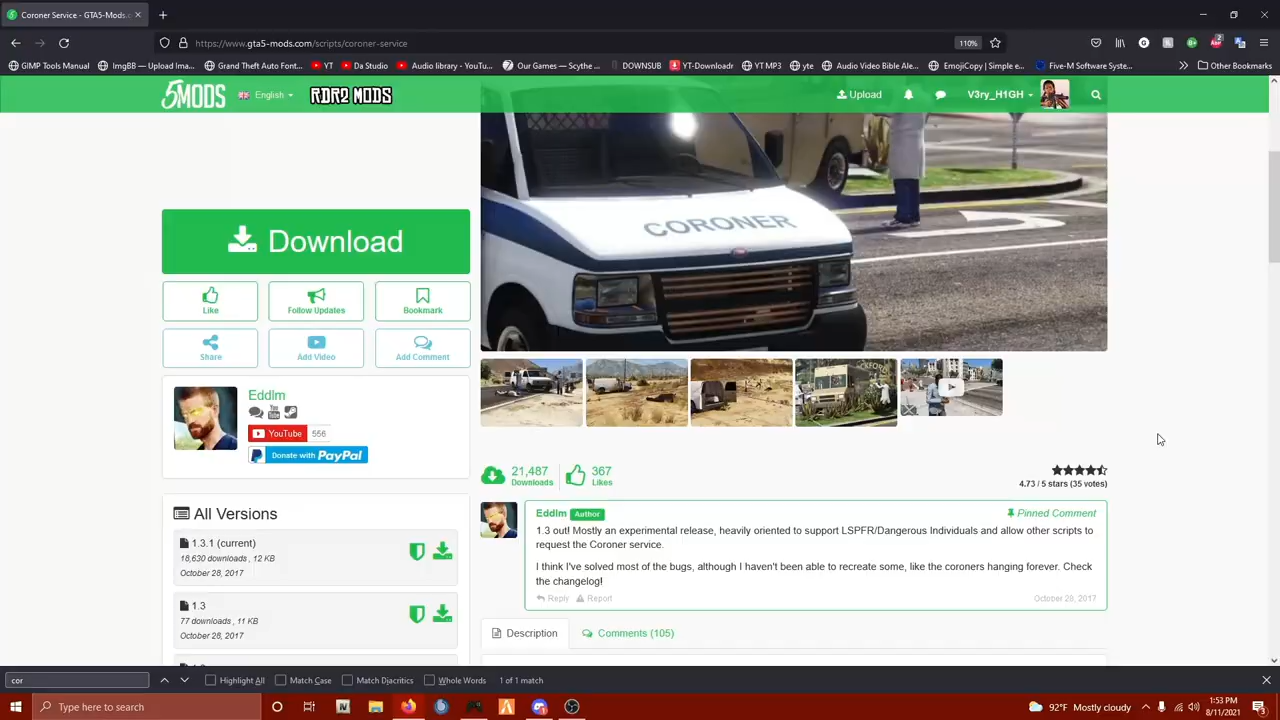 Coroner Service - GTA5-Mods.c
https://www.gta5-mods.com/scripts/coroner-service
110%
GIMP Tools Manual
ImgBB — Upload Ima...
Grand Theft Auto Fort...
YT
Da Studio
Audio library - YouTu...
Our Games — Scythe ...
DOWNSUB
YT-Downloadr
YT MP3
yte
Audio Video Bible Ale...
EmojiCopy | Simple e...
Five-M Software Syste...
Other Bookmarks
5MODS
English
RDR2 MODS
Upload
V3ry_H1GH
CORONER
Download
Like
Follow Updates
Bookmark
Share
Add Video
Add Comment
Eddlm
YouTube
556
Donate with PayPal
21,487
Downloads
367
Likes
4.73 / 5 stars (35 votes)
All Versions
1.3.1 (current)
18,630 downloads , 12 KB
October 28, 2017
1.3
77 downloads , 11 KB
October 28, 2017
Eddlm Author
Pinned Comment
1.3 out! Mostly an experimental release, heavily oriented to support LSPFR/Dangerous Individuals and allow other scripts to
request the Coroner service.
I think I've solved most of the bugs, although I haven't been able to recreate some, like the coroners hanging forever. Check
the changelog!
Reply
Report
October 28, 2017
Description
Comments (105)
cor
Highlight All
Match Case
Match Diacritics
Whole Words
1 of 1 match
Type here to search
92°F Mostly cloudy
1:53 PM
8/11/2021